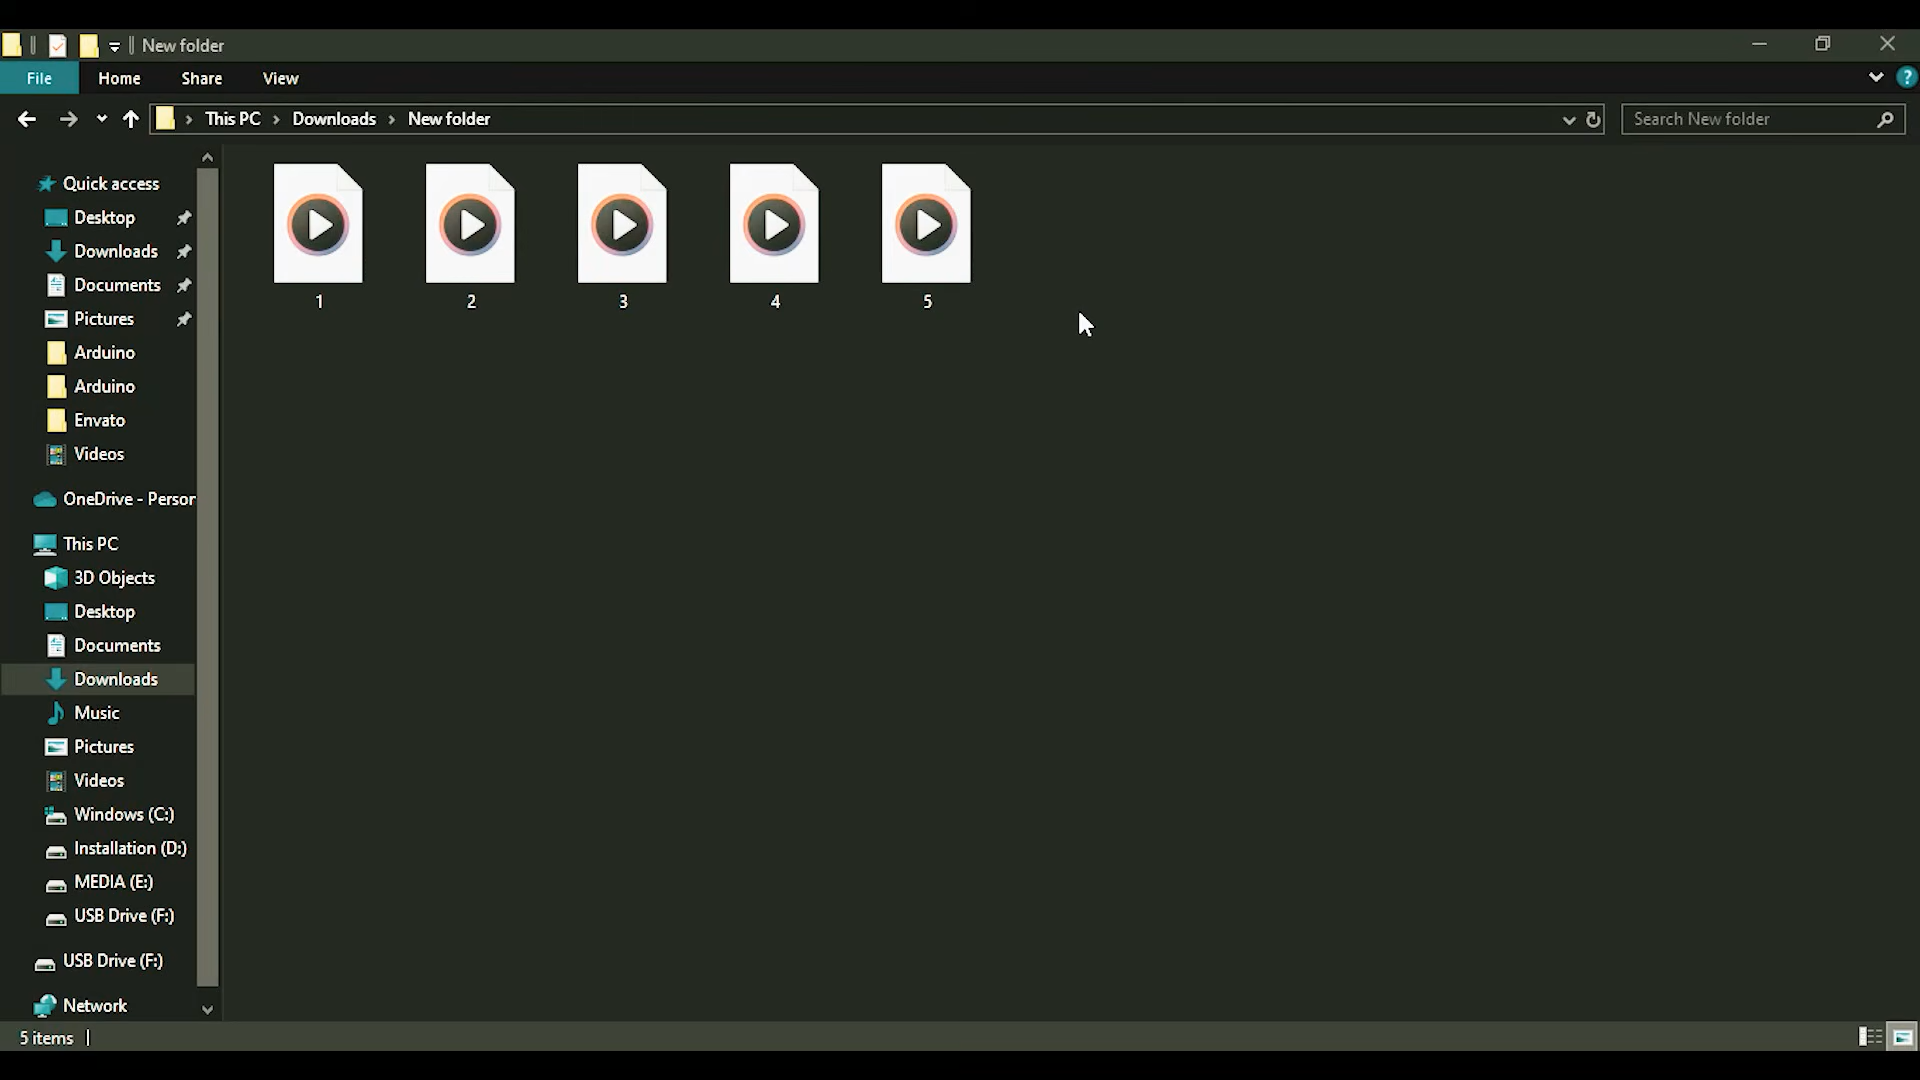 New folder
File Home Share View
?
This PC Downloads New folder
Search New folder
Quick access
Desktop
Downloads
Documents
Pictures
Arduino
Arduino
Envato
Videos
OneDrive - Person
This PC
3D Objects
Desktop
Documents
Downloads
Music
Pictures
Videos
Windows (C:)
Installation (D:)
MEDIA (E:)
USB Drive (F:)
USB Drive (F:)
Network
1 2 3 4 5
5 items